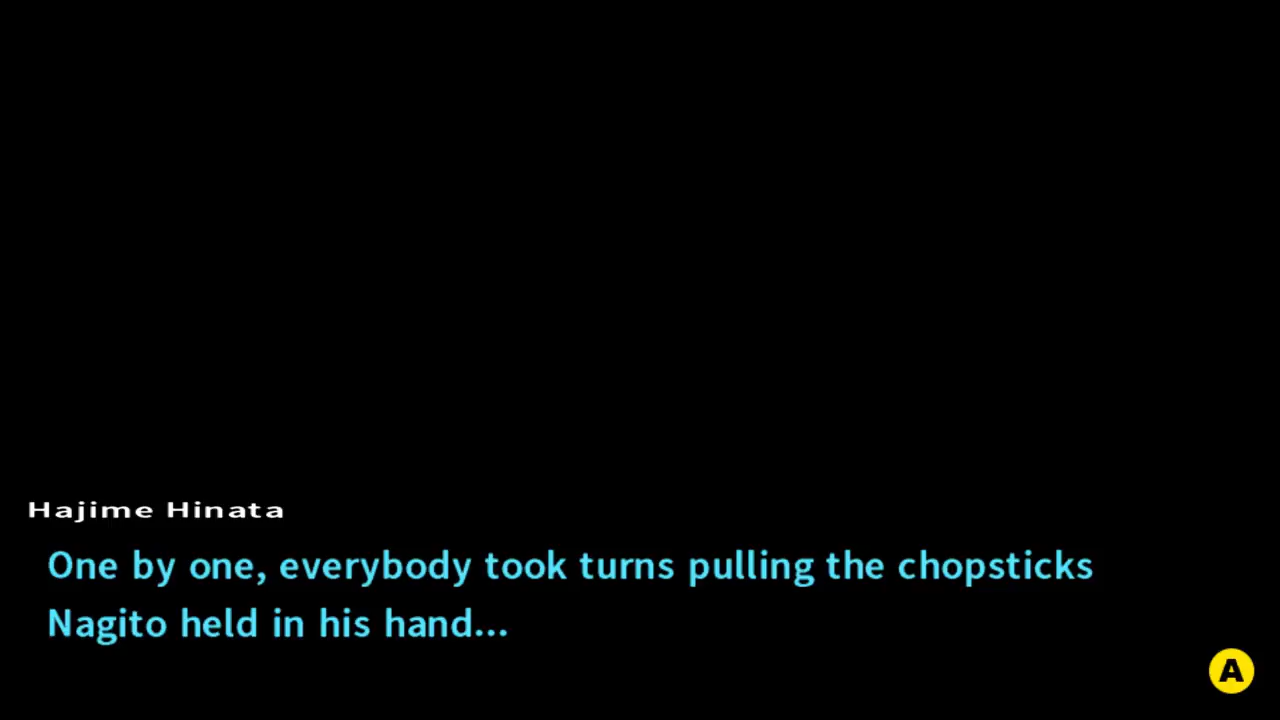 Hajime Hinata
One by one, everybody took turns pulling the chopsticks
Nagito held in his hand...
A